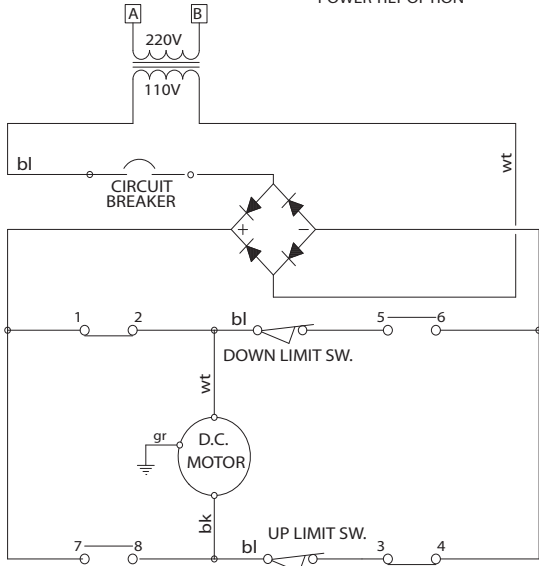 POWER REF OPTION
A B
220V
110V
bl
wt
CIRCUIT
BREAKER
+ −
1 2 bl 5 6
DOWN LIMIT SW.
wt
gr D.C.
MOTOR
bk
UP LIMIT SW.
7 8 bl 3 4